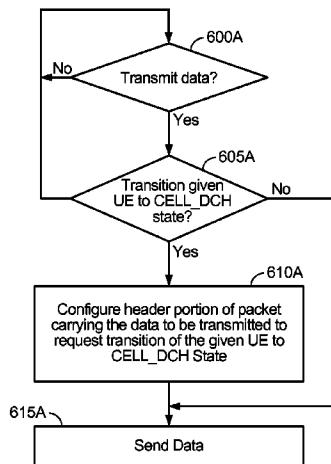 600A
No
Transmit data?
Yes
605A
Transition given
UE to CELL_DCH
state?
No
Yes
610A
Configure header portion of packet
carrying the data to be transmitted to
request transition of the given UE to
CELL_DCH State
615A
Send Data